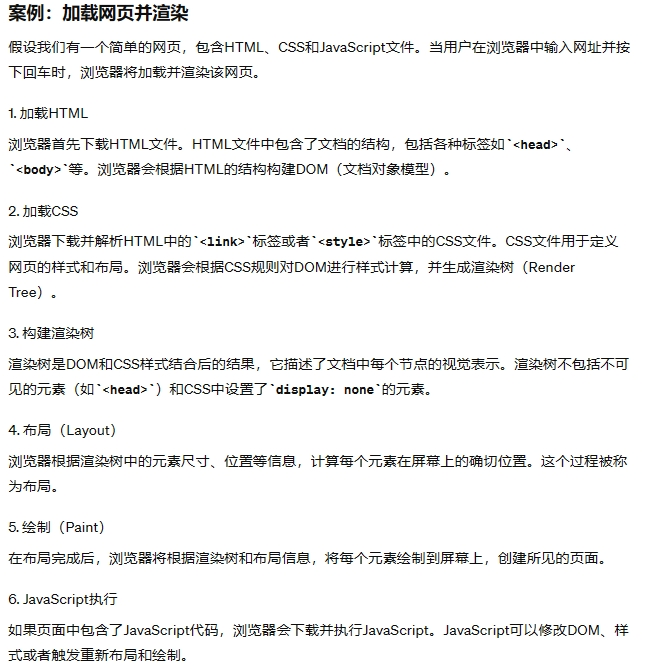 案例：加载网页并渲染
假设我们有一个简单的网页，包含HTML、CSS和JavaScript文件。当用户在浏览器中输入网址并按
下回车时，浏览器将加载并渲染该网页。
1. 加载HTML
浏览器首先下载HTML文件。HTML文件中包含了文档的结构，包括各种标签如`<head>`、
`<body>`等。浏览器会根据HTML的结构构建DOM（文档对象模型）。
2. 加载CSS
浏览器下载并解析HTML中的`<link>`标签或者`<style>`标签中的CSS文件。CSS文件用于定义
网页的样式和布局。浏览器会根据CSS规则对DOM进行样式计算，并生成渲染树（Render
Tree）。
3. 构建渲染树
渲染树是DOM和CSS样式结合后的结果，它描述了文档中每个节点的视觉表示。渲染树不包括不可
见的元素（如`<head>`）和CSS中设置了`display: none`的元素。
4. 布局（Layout）
浏览器根据渲染树中的元素尺寸、位置等信息，计算每个元素在屏幕上的确切位置。这个过程被称
为布局。
5. 绘制（Paint）
在布局完成后，浏览器将根据渲染树和布局信息，将每个元素绘制到屏幕上，创建所见的页面。
6. JavaScript执行
如果页面中包含了JavaScript代码，浏览器会下载并执行JavaScript。JavaScript可以修改DOM、样
式或者触发重新布局和绘制。